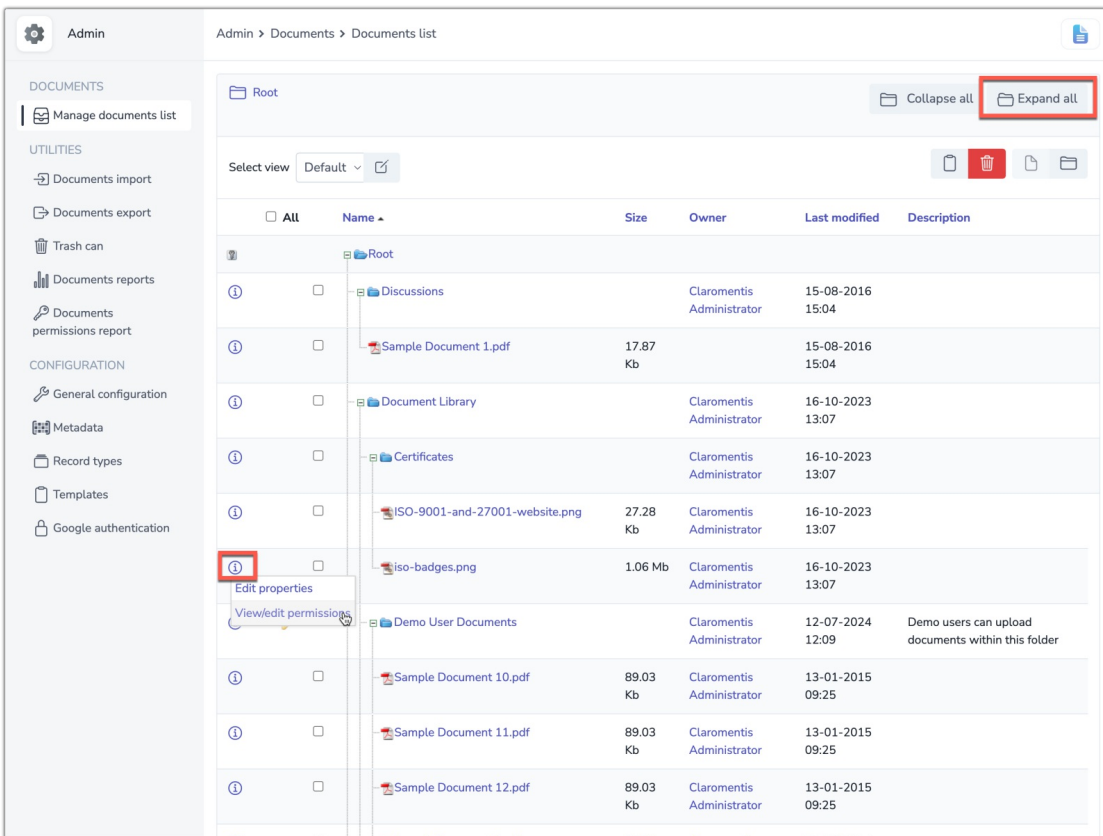 Admin
Admin > Documents > Documents list
DOCUMENTS
Manage documents list
UTILITIES
Documents import
Documents export
Trash can
Documents reports
Documents
permissions report
CONFIGURATION
General configuration
Metadata
Record types
Templates
Google authentication
Root
Collapse all
Expand all
Select view Default
All Name Size Owner Last modified Description
Root
Discussions Claromentis 15-08-2016
Administrator 15:04
Sample Document 1.pdf 17.87 15-08-2016
Kb 15:04
Document Library Claromentis 16-10-2023
Administrator 13:07
Certificates Claromentis 16-10-2023
Administrator 13:07
ISO-9001-and-27001-website.png 27.28 Claromentis 16-10-2023
Kb Administrator 13:07
iso-badges.png 1.06 Mb Claromentis 16-10-2023
Administrator 13:07
Edit properties
View/edit permissions
Demo User Documents Claromentis 12-07-2024 Demo users can upload
Administrator 12:09 documents within this folder
Sample Document 10.pdf 89.03 Claromentis 13-01-2015
Kb Administrator 09:25
Sample Document 11.pdf 89.03 Claromentis 13-01-2015
Kb Administrator 09:25
Sample Document 12.pdf 89.03 Claromentis 13-01-2015
Kb Administrator 09:25